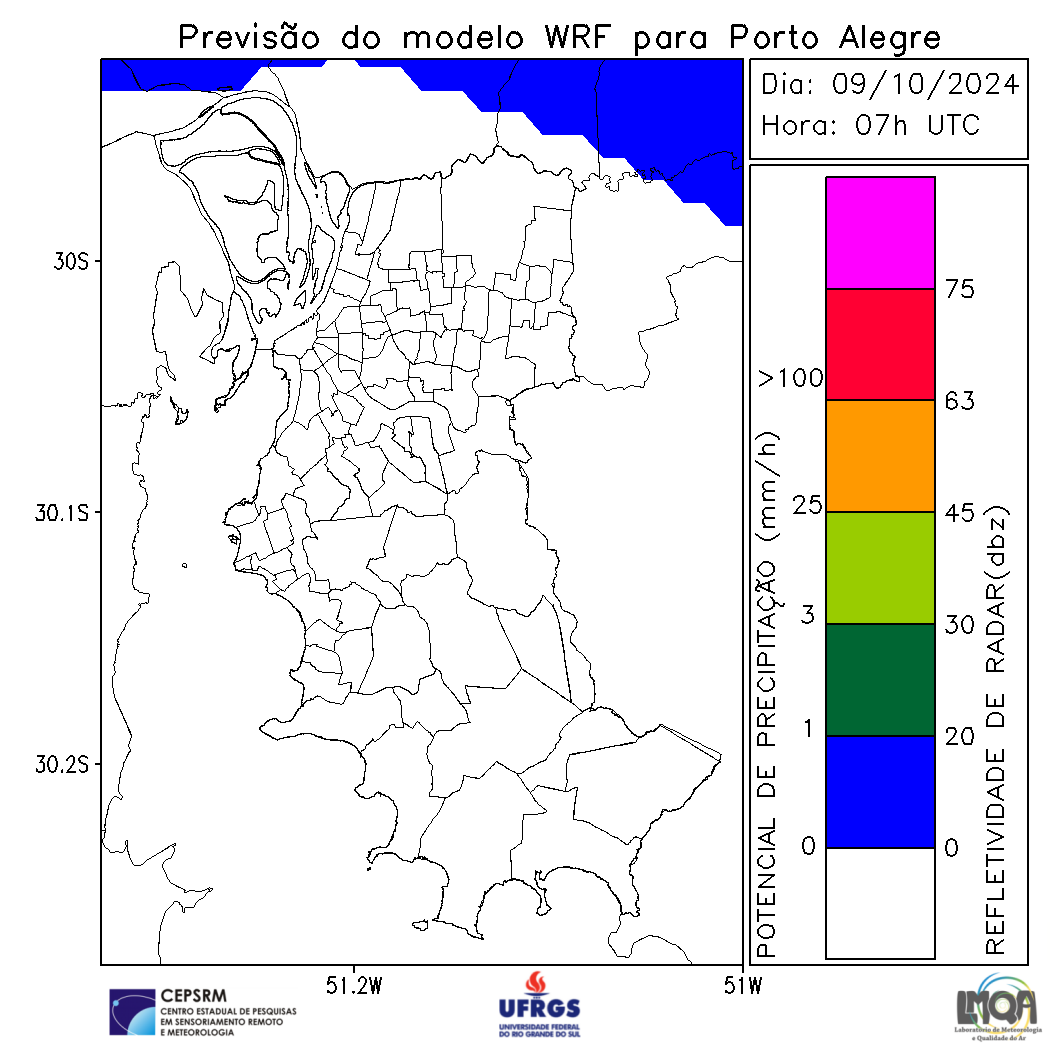 Previsão do modelo WRF para Porto Alegre
Dia: 09/10/2024
Hora: 07h UTC
30S
30.1S
30.2S
51.2W
51W
POTENCIAL DE PRECIPITAÇÃO (mm/h)
>100
25
3
1
0
75
63
45
30
20
0
REFLETIVIDADE DE RADAR(dbz)
CEPSRM
CENTRO ESTADUAL DE PESQUISAS
EM SENSORIAMENTO REMOTO
E METEOROLOGIA
UFRGS
UNIVERSIDADE FEDERAL
DO RIO GRANDE DO SUL
LMQA
Laboratório de Meteorologia
e Qualidade do Ar